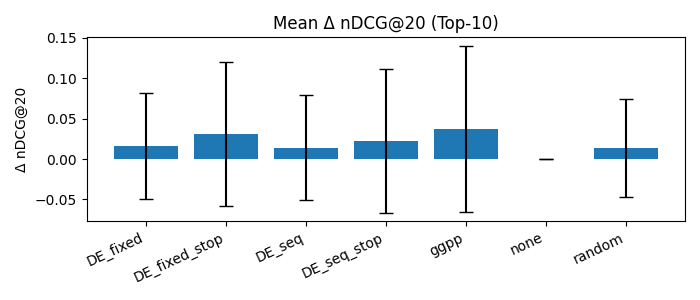 Mean Δ nDCG@20 (Top-10)
Δ nDCG@20
0.15
0.10
0.05
0.00
−0.05
DE_fixed
DE_fixed_stop
DE_seq
DE_seq_stop
ggpp
none
random